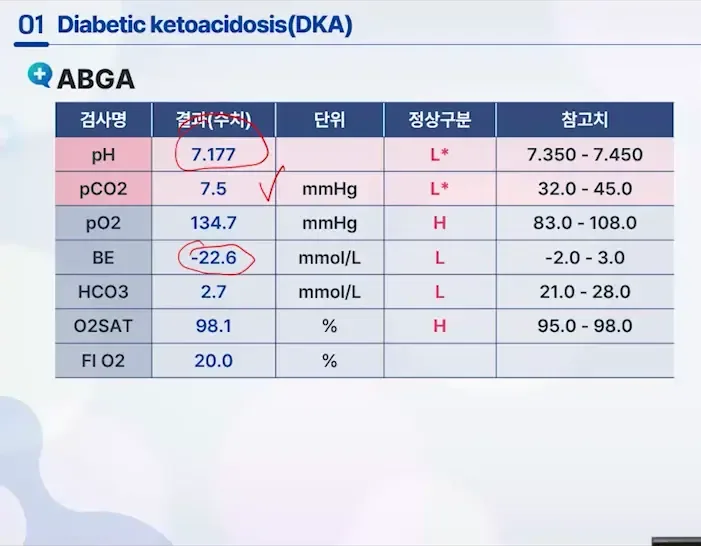 01 Diabetic ketoacidosis(DKA)
ABGA
검사명 결과(수치) 단위 정상구분 참고치
pH 7.177 L* 7.350 - 7.450
pCO2 7.5 mmHg L* 32.0 - 45.0
pO2 134.7 mmHg H 83.0 - 108.0
BE -22.6 mmol/L L -2.0 - 3.0
HCO3 2.7 mmol/L L 21.0 - 28.0
O2SAT 98.1 % H 95.0 - 98.0
FI O2 20.0 %